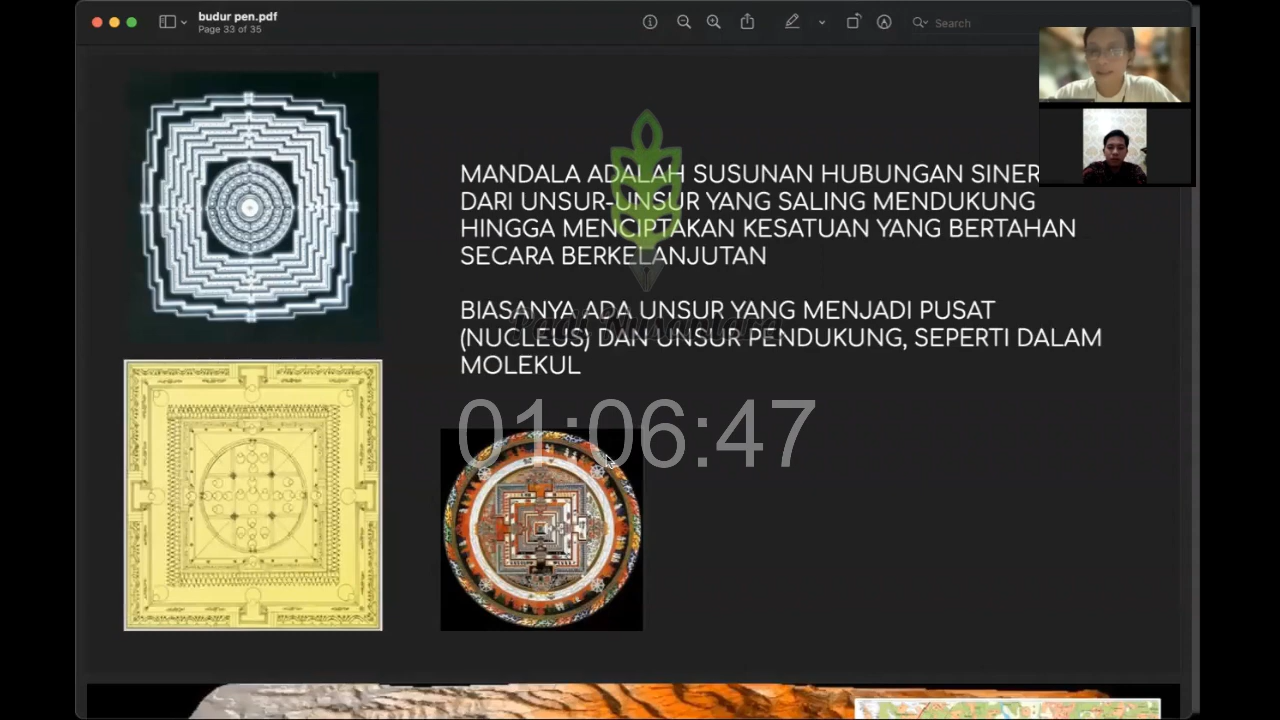 budur pen.pdf
Page 33 of 35
Search
MANDALA ADALAH SUSUNAN HUBUNGAN SINER
DARI UNSUR-UNSUR YANG SALING MENDUKUNG
HINGGA MENCIPTAKAN KESATUAN YANG BERTAHAN
SECARA BERKELANJUTAN
BIASANYA ADA UNSUR YANG MENJADI PUSAT
(NUCLEUS) DAN UNSUR PENDUKUNG, SEPERTI DALAM
MOLEKUL
01:06:47